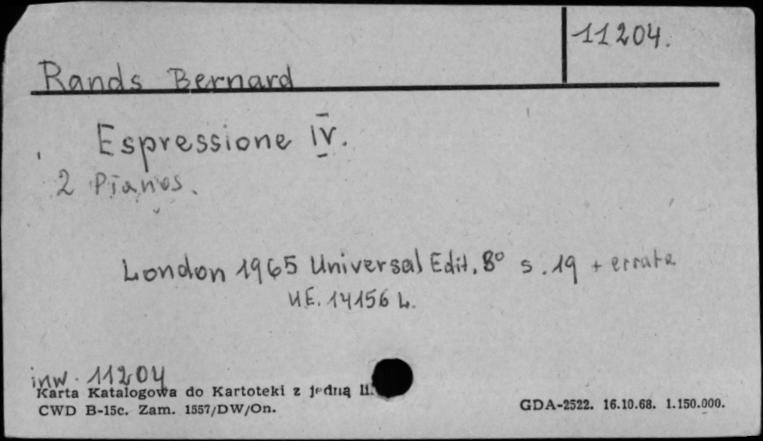 11204.
Rands Bernard
Espressione IV.
2 Pianos.
London 1965 Universal Edit. 8° s. 19 + errata
UE. 14156 L.
inw. 11204
Karta Katalogowa do Kartoteki z jedną li
CWD B-15c. Zam. 1557/DW/On.
GDA-2522. 16.10.68. 1.150.000.